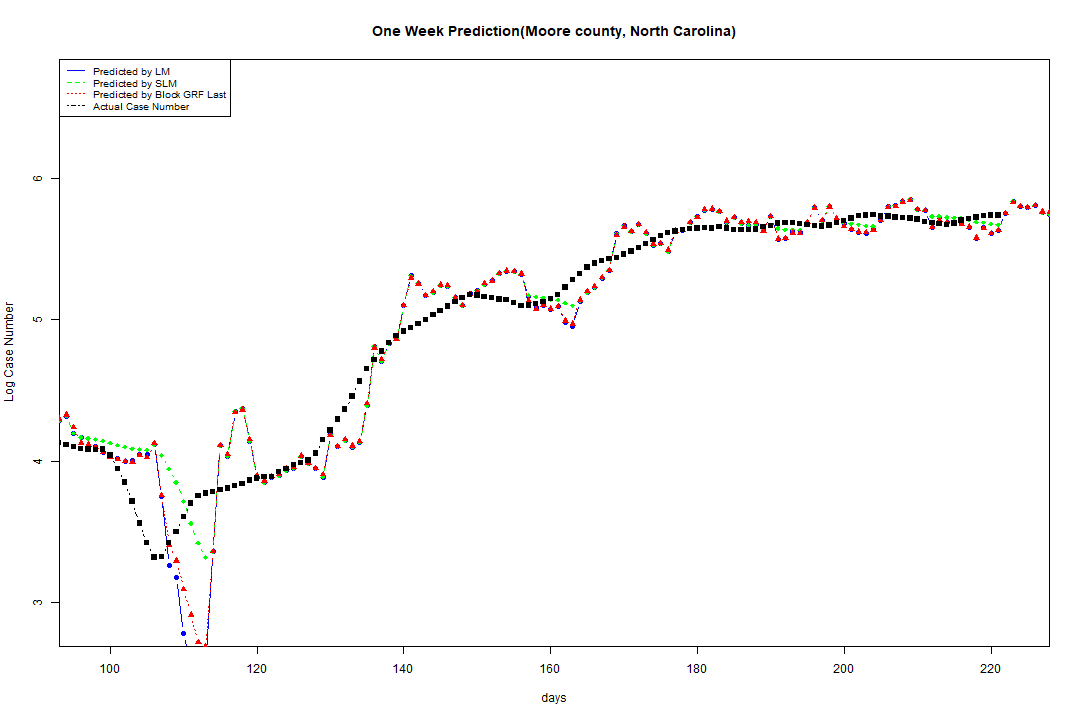 One Week Prediction(Moore county, North Carolina)
Predicted by LM
Predicted by SLM
Predicted by Block GRF Last
Actual Case Number
6
5
4
3
Log Case Number
100 120 140 160 180 200 220
days